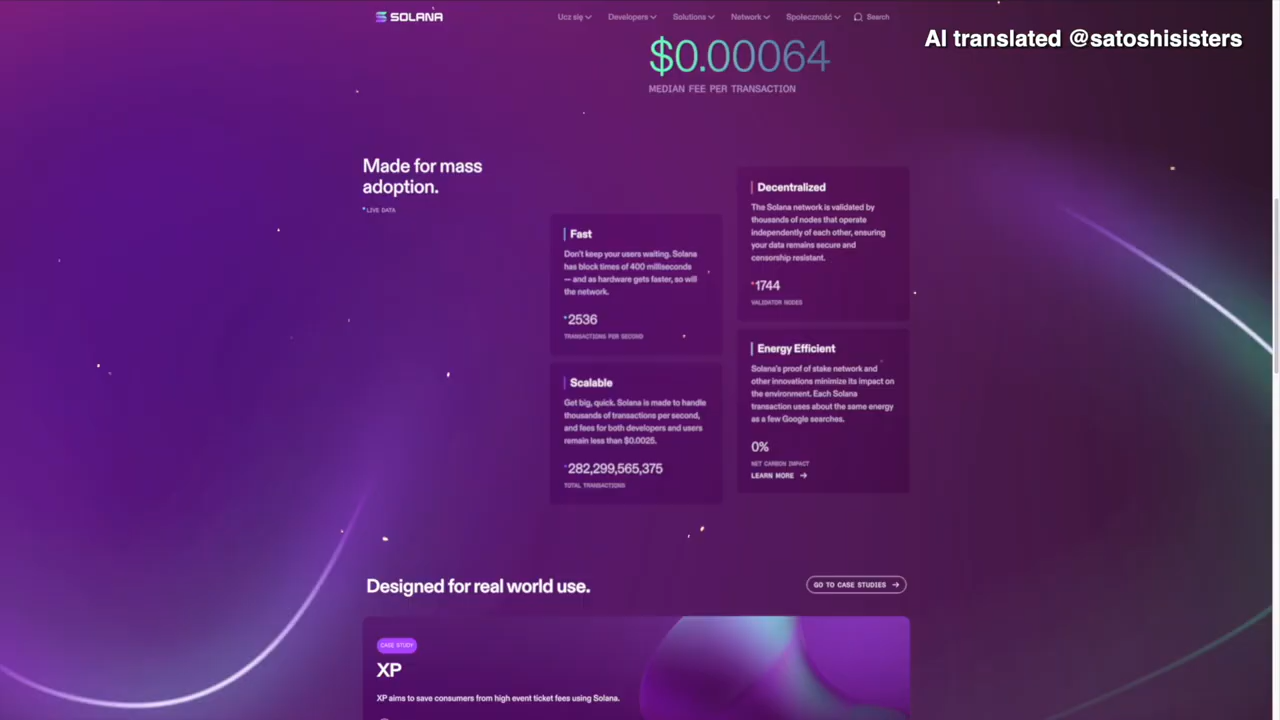 SOLANA
Ucz się
Developers
Solutions
Network
Społeczność
Search
AI translated @satoshisisters
$0.00064
MEDIAN FEE PER TRANSACTION
Made for mass
adoption.
LIVE DATA
Fast
Don't keep your users waiting. Solana
has block times of 400 milliseconds
— and as hardware gets faster, so will
the network.
2536
TRANSACTIONS PER SECOND
Scalable
Get big, quick. Solana is made to handle
thousands of transactions per second,
and fees for both developers and users
remain less than $0.0025.
282,299,565,375
TOTAL TRANSACTIONS
Decentralized
The Solana network is validated by
thousands of nodes that operate
independently of each other, ensuring
your data remains secure and
censorship resistant.
1744
VALIDATOR NODES
Energy Efficient
Solana's proof of stake network and
other innovations minimize its impact on
the environment. Each Solana
transaction uses about the same energy
as a few Google searches.
0%
NET CARBON IMPACT
LEARN MORE →
Designed for real world use.
GO TO CASE STUDIES →
CASE STUDY
XP
XP aims to save consumers from high event ticket fees using Solana.